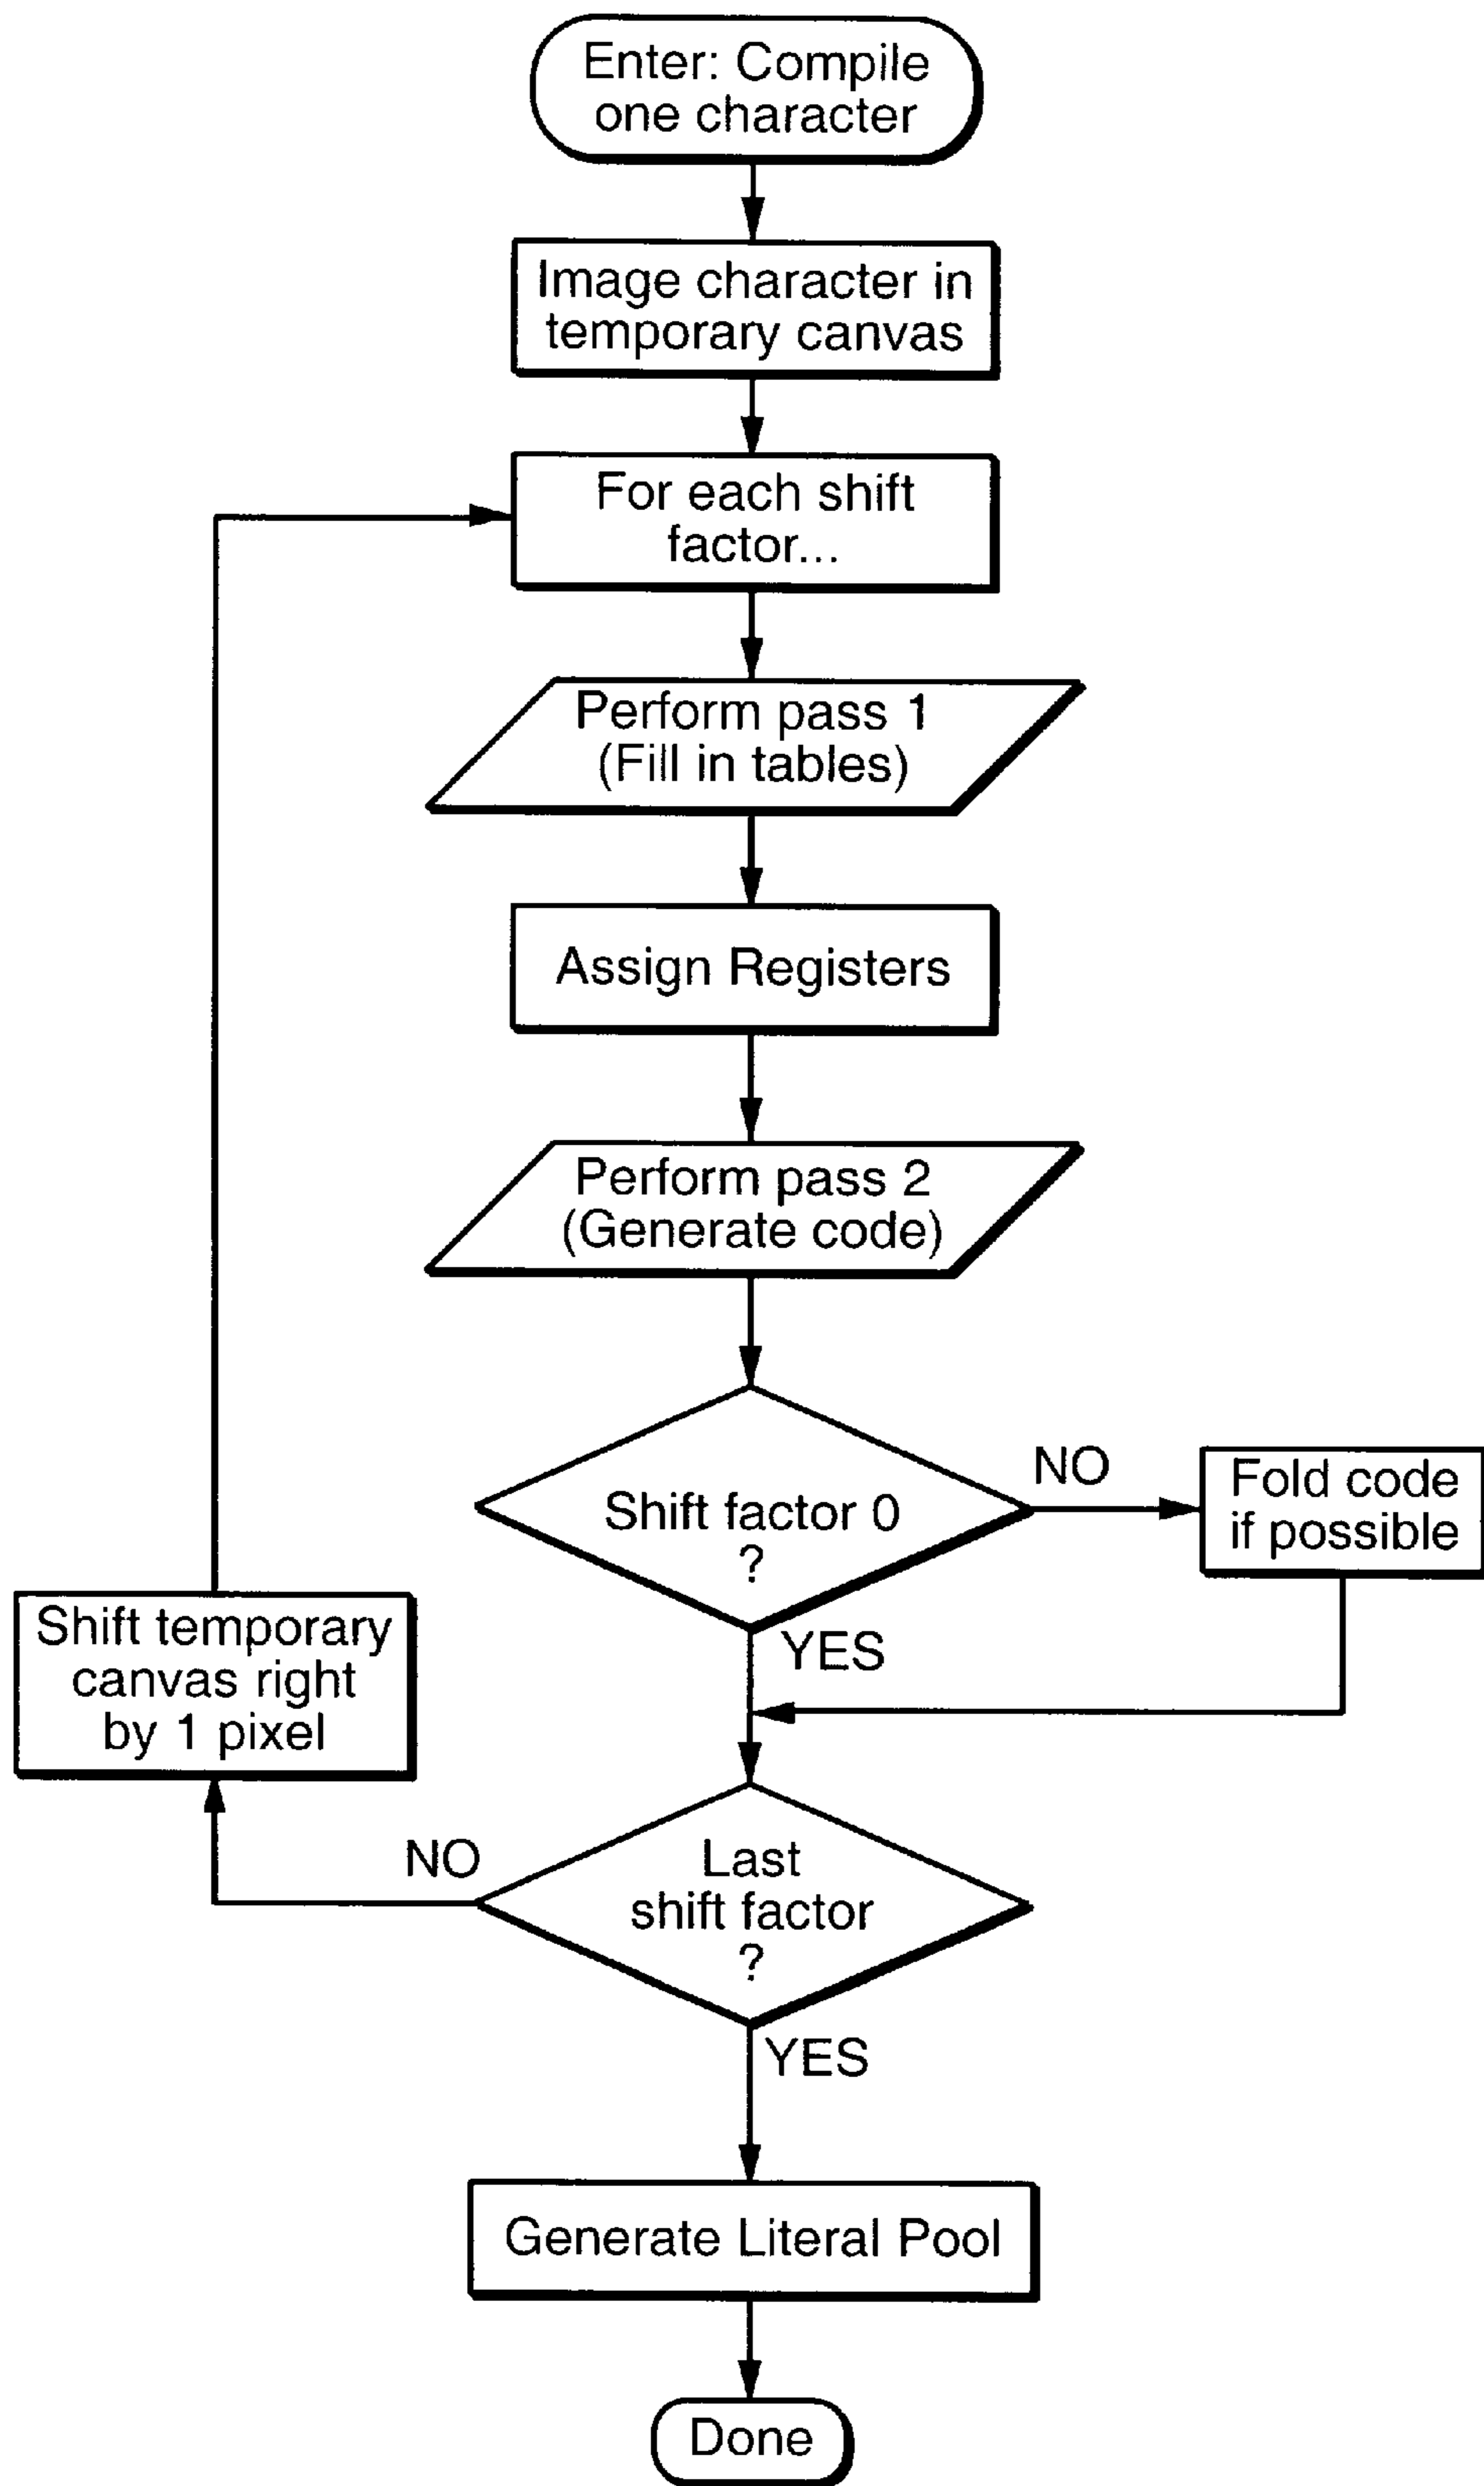 Enter: Compile
one character
Image character in
temporary canvas
For each shift
factor...
Perform pass 1
(Fill in tables)
Assign Registers
Perform pass 2
(Generate code)
Shift factor 0
?
NO
Fold code
if possible
YES
Shift temporary
canvas right
by 1 pixel
NO
Last
shift factor
?
YES
Generate Literal Pool
Done